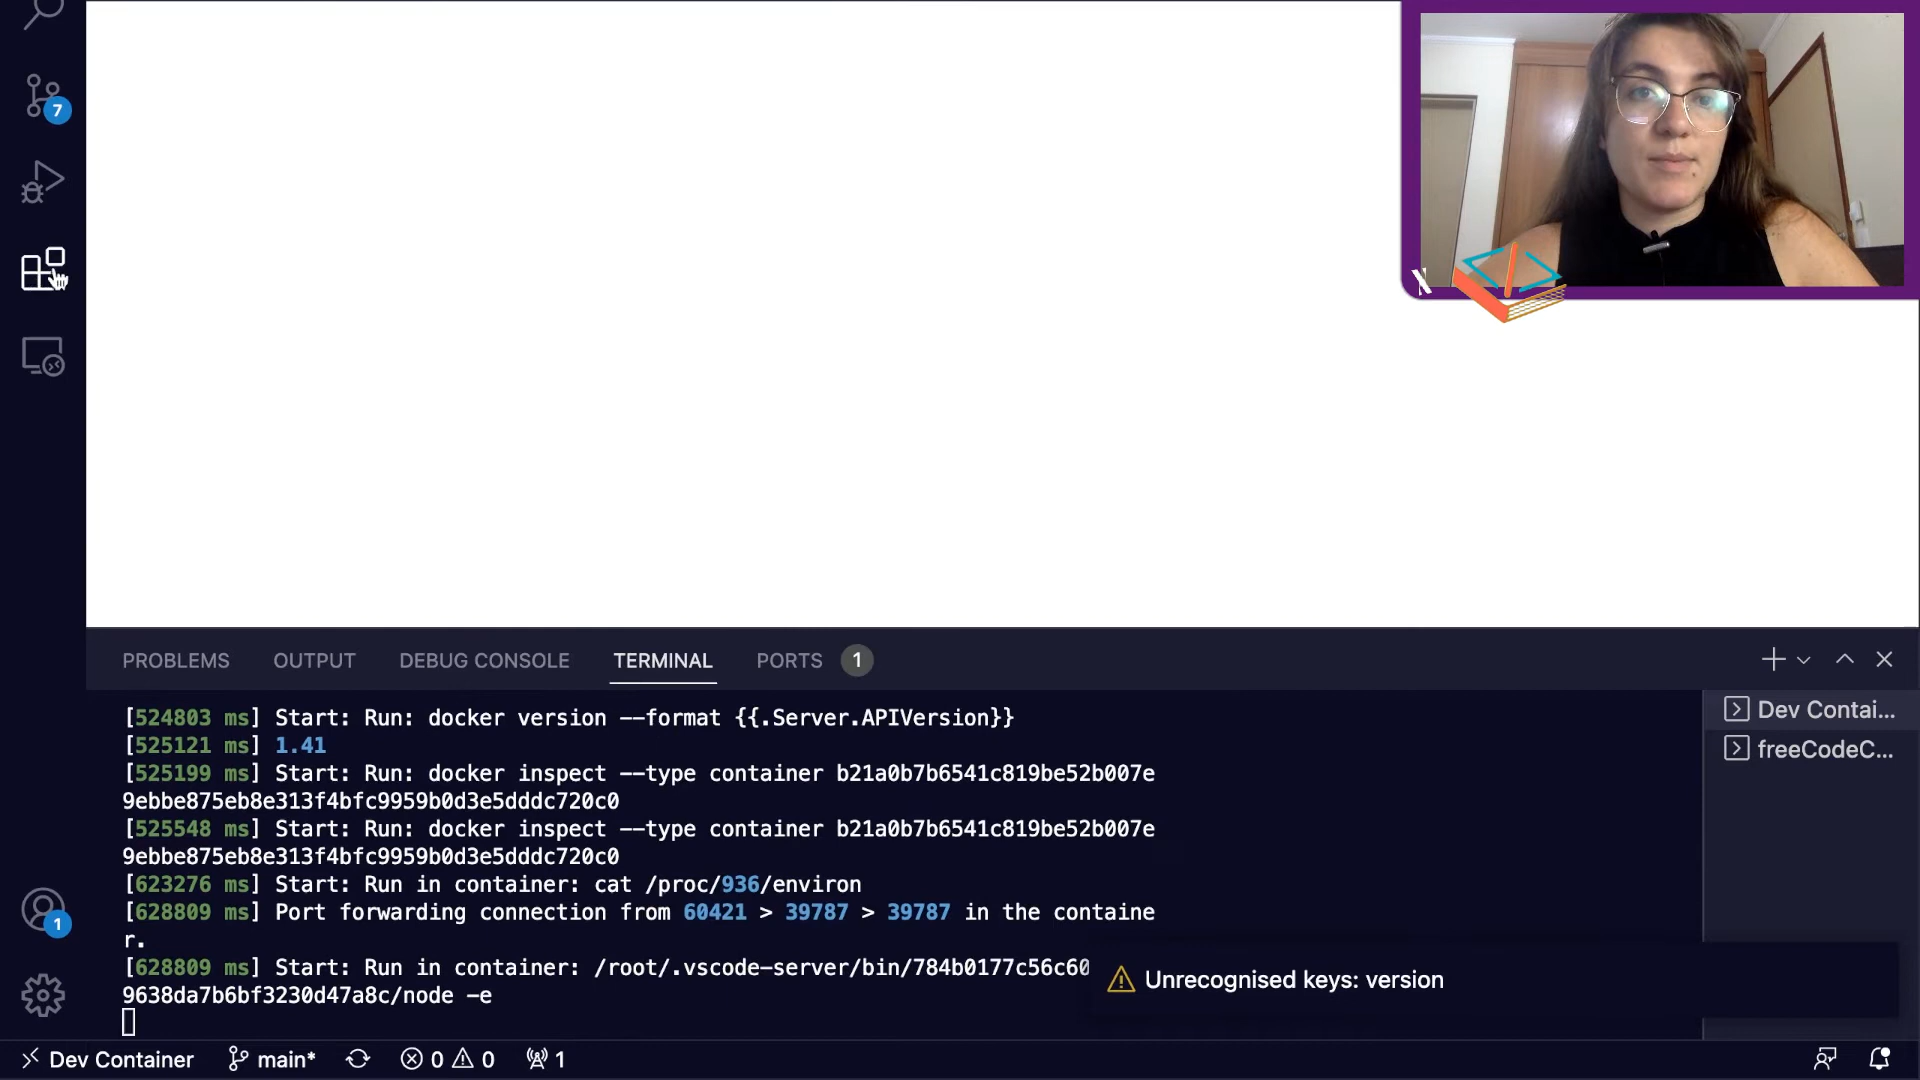 7
PROBLEMS
OUTPUT
DEBUG CONSOLE
TERMINAL
PORTS
1
[524803 ms] Start: Run: docker version --format {{.Server.APIVersion}}
[525121 ms] 1.41
[525199 ms] Start: Run: docker inspect --type container b21a0b7b6541c819be52b007e
9ebbe875eb8e313f4bfc9959b0d3e5dddc720c0
[525548 ms] Start: Run: docker inspect --type container b21a0b7b6541c819be52b007e
9ebbe875eb8e313f4bfc9959b0d3e5dddc720c0
[623276 ms] Start: Run in container: cat /proc/936/environ
[628809 ms] Port forwarding connection from 60421 > 39787 > 39787 in the containe
r.
[628809 ms] Start: Run in container: /root/.vscode-server/bin/784b0177c56c60
9638da7b6bf3230d47a8c/node -e
Dev Contai...
freeCodeC...
Unrecognised keys: version
1
Dev Container
main*
0
0
1